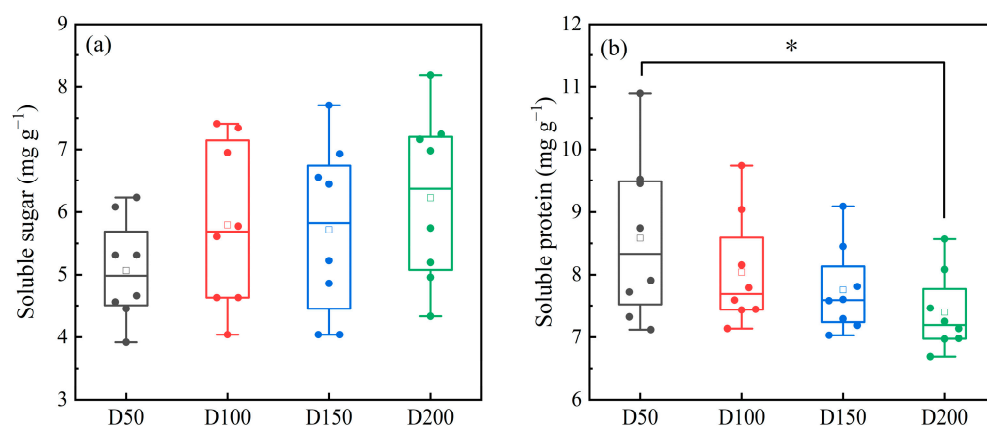 (a)
Soluble sugar (mg g⁻¹)
9
8
7
6
5
4
3
D50 D100 D150 D200
(b)
*
Soluble protein (mg g⁻¹)
12
11
10
9
8
7
6
D50 D100 D150 D200